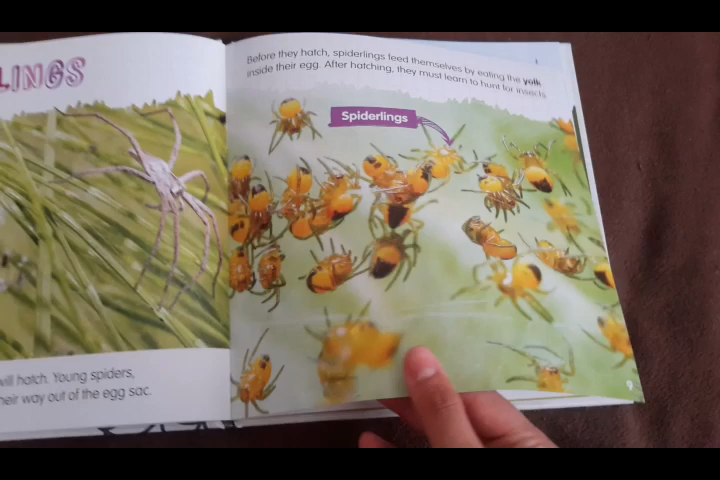 LINGS
will hatch. Young spiders,
heir way out of the egg sac.
Before they hatch, spiderlings feed themselves by eating the yolk
inside their egg. After hatching, they must learn to hunt for insects
Spiderlings
9